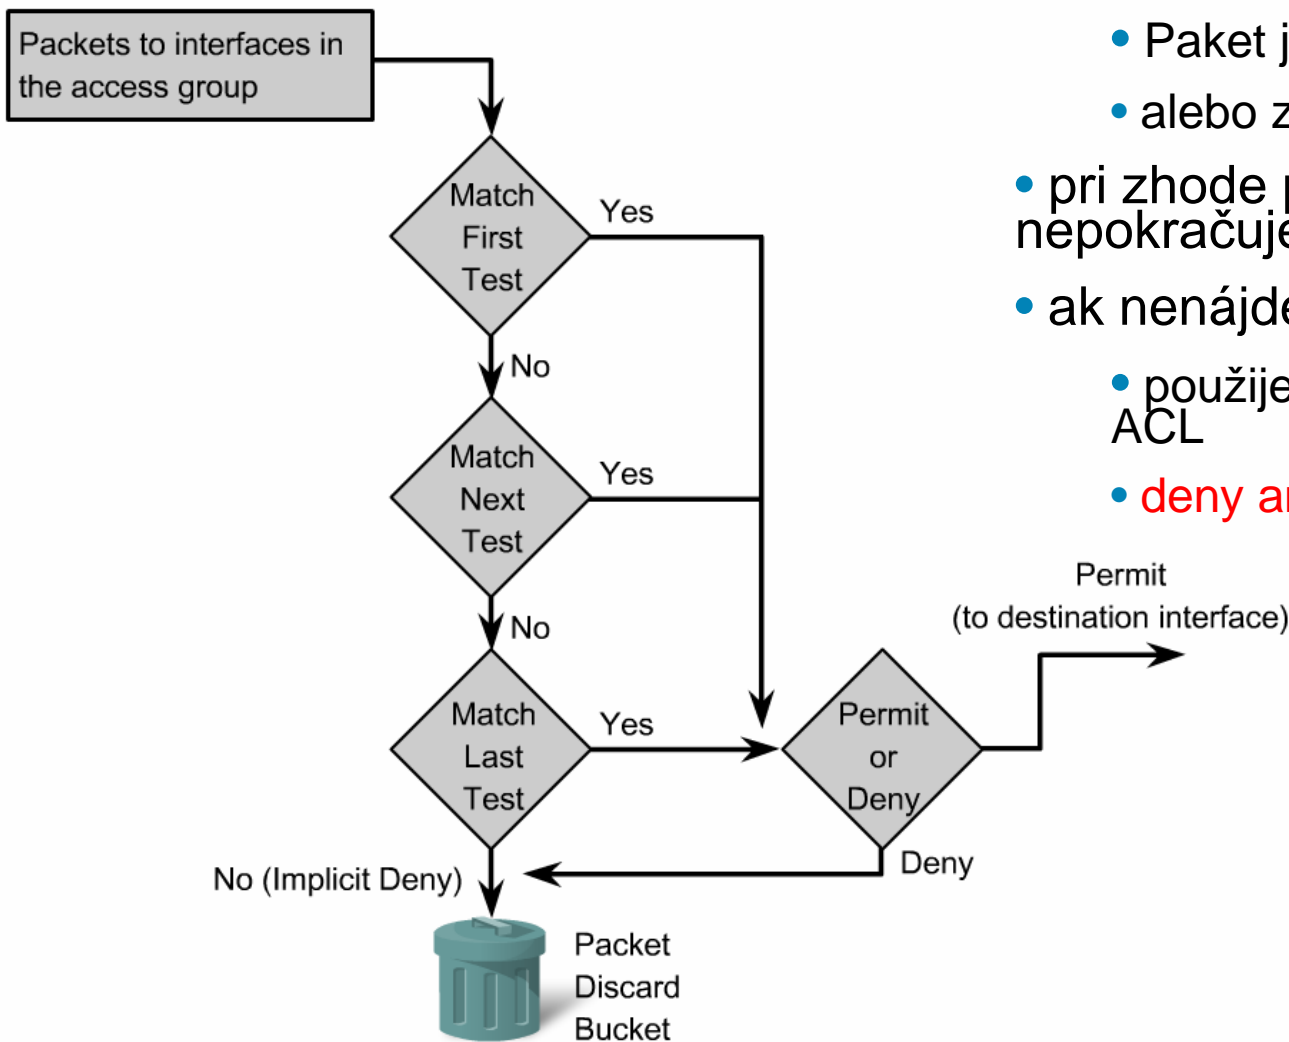 Packets to interfaces in
the access group
Match
First
Test
Yes
No
Match
Next
Test
Yes
No
Match
Last
Test
Yes
No (Implicit Deny)
Permit
or
Deny
Deny
Permit
(to destination interface)
Packet
Discard
Bucket
• Paket j
• alebo z
• pri zhode
nepokračuje
• ak nenájde
• použije
ACL
• deny